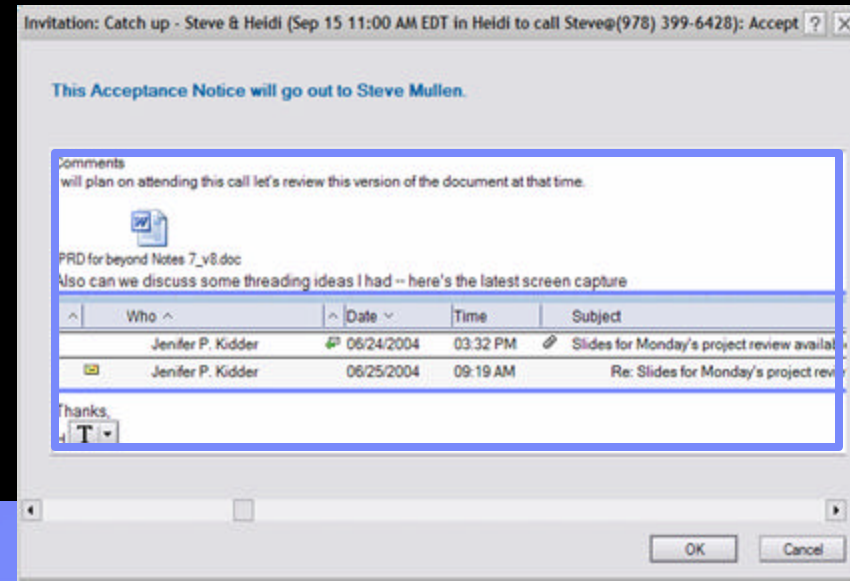 Invitation: Catch up - Steve & Heidi (Sep 15 11:00 AM EDT in Heidi to call Steve@(978) 399-6428): Accept ? X
This Acceptance Notice will go out to Steve Mullen.
Comments
will plan on attending this call let's review this version of the document at that time.
W
PRD for beyond Notes 7_v8.doc
Also can we discuss some threading ideas I had -- here's the latest screen capture
Who Date Time Subject
Jenifer P. Kidder 06/24/2004 03:32 PM Slides for Monday's project review
Jenifer P. Kidder 06/25/2004 09:19 AM Re: Slides for Monday's project
Thanks,
T
OK Cancel